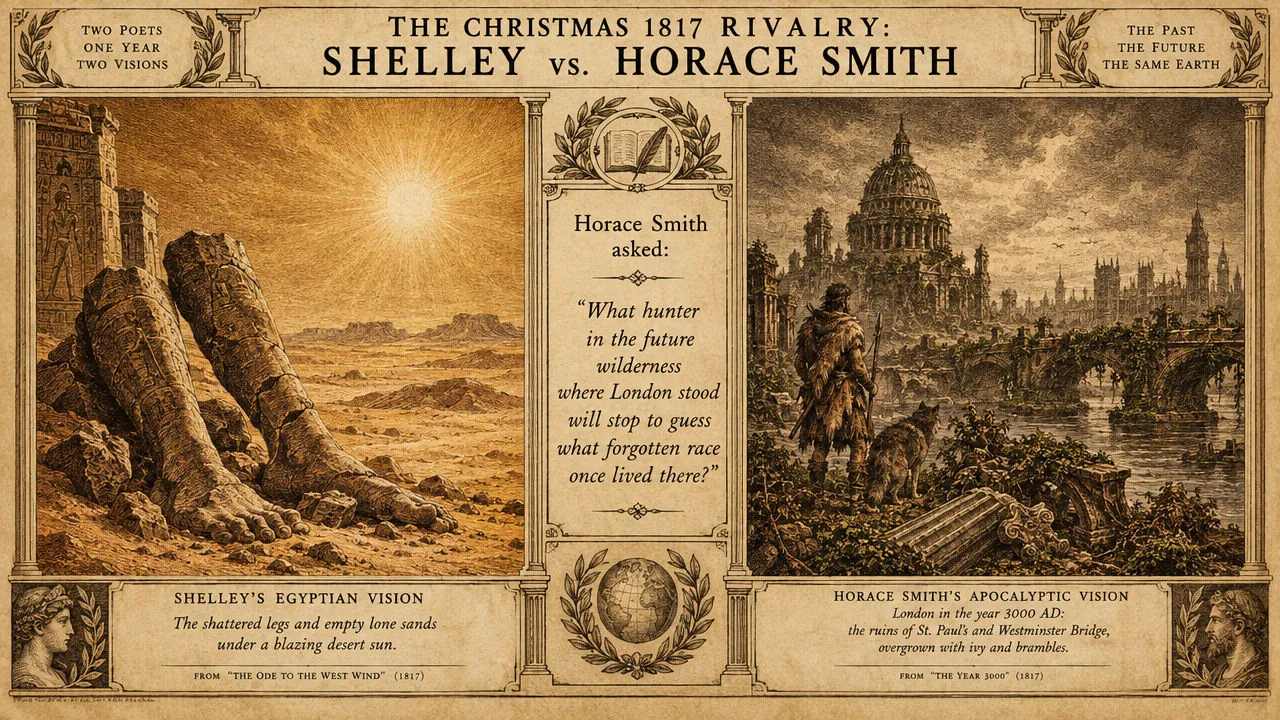 TWO POETS
ONE YEAR
TWO VISIONS
THE CHRISTMAS 1817 RIVALRY:
SHELLEY vs. HORACE SMITH
THE PAST
THE FUTURE
THE SAME EARTH
Horace Smith
asked:
“What hunter
in the future
wilderness
where London stood
will stop to guess
what forgotten race
once lived there?”
SHELLEY'S EGYPTIAN VISION
The shattered legs and empty lone sands
under a blazing desert sun.
FROM “THE ODE TO THE WEST WIND” (1817)
HORACE SMITH'S APOCALYPTIC VISION
London in the year 3000 AD:
the ruins of St. Paul's and Westminster Bridge,
overgrown with ivy and brambles.
FROM “THE YEAR 3000” (1817)